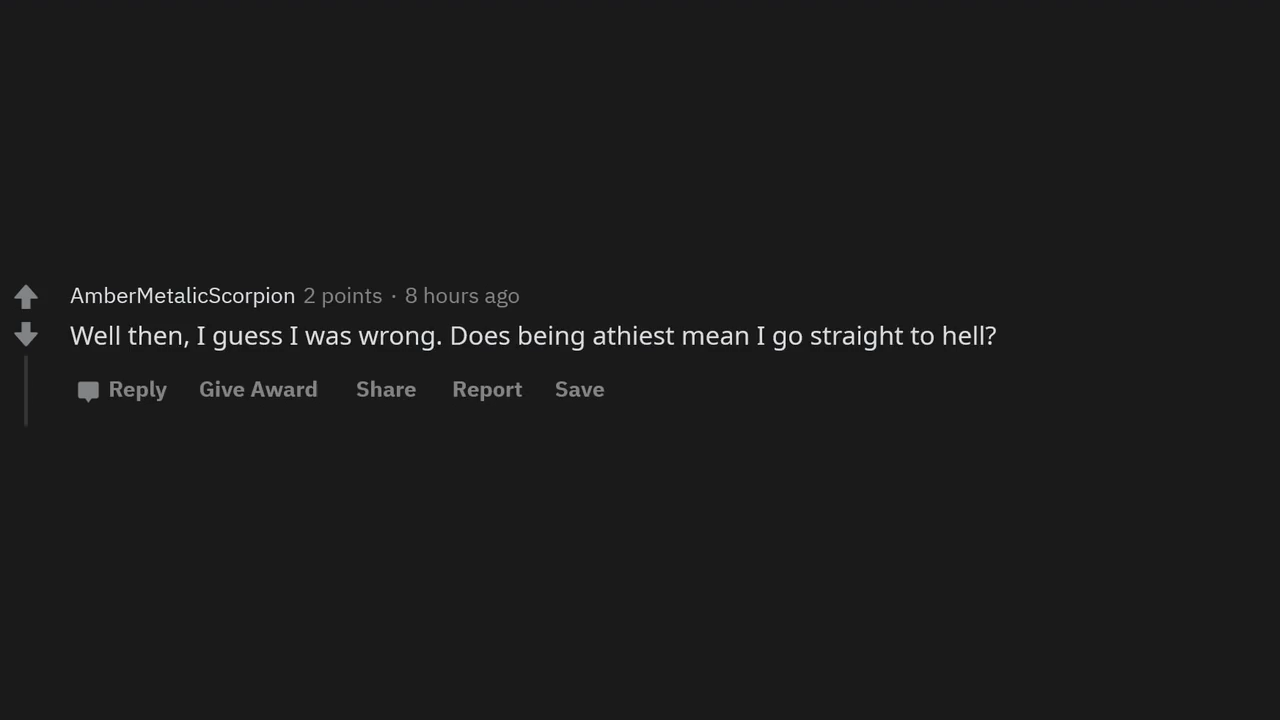 AmberMetalicScorpion 2 points · 8 hours ago
Well then, I guess I was wrong. Does being athiest mean I go straight to hell?
Reply Give Award Share Report Save